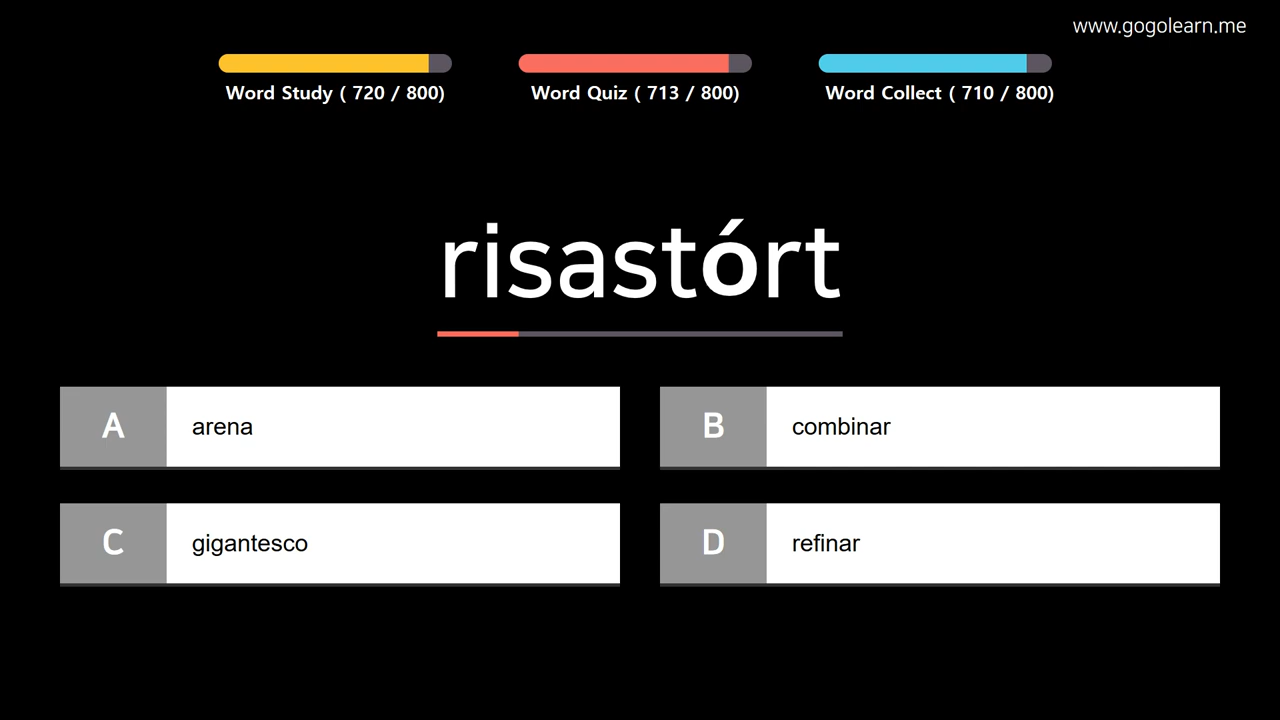 www.gogolearn.me
Word Study ( 720 / 800)
Word Quiz ( 713 / 800)
Word Collect ( 710 / 800)
risastórt
A arena
B combinar
C gigantesco
D refinar